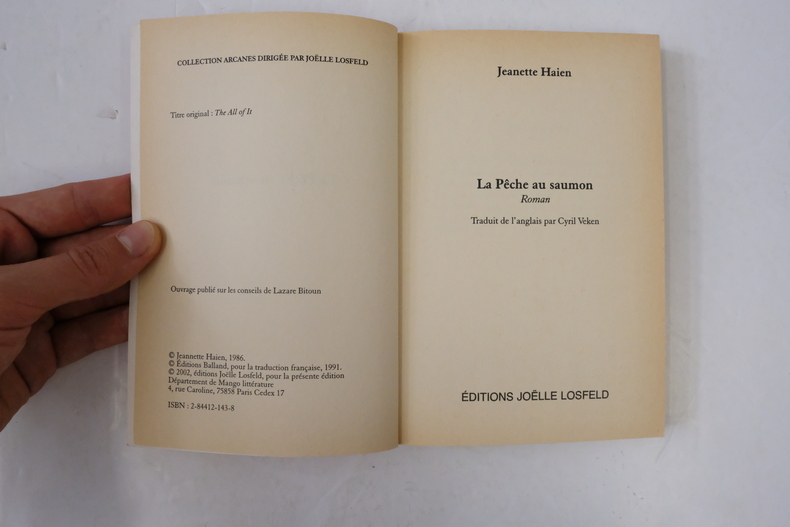 COLLECTION ARCANES DIRIGÉE PAR JOËLLE LOSFELD
Titre original : The All of It
Ouvrage publié sur les conseils de Lazare Bitoun
© Jeannette Haien, 1986.
© Éditions Balland, pour la traduction française, 1991.
© 2002, éditions Joëlle Losfeld, pour la présente édition
Département de Mango littérature
4, rue Caroline, 75858 Paris Cedex 17
ISBN : 2-84412-143-8
Jeanette Haien
La Pêche au saumon
Roman
Traduit de l'anglais par Cyril Veken
ÉDITIONS JOËLLE LOSFELD